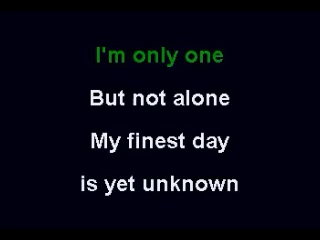 I'm only one
But not alone
My finest day
is yet unknown